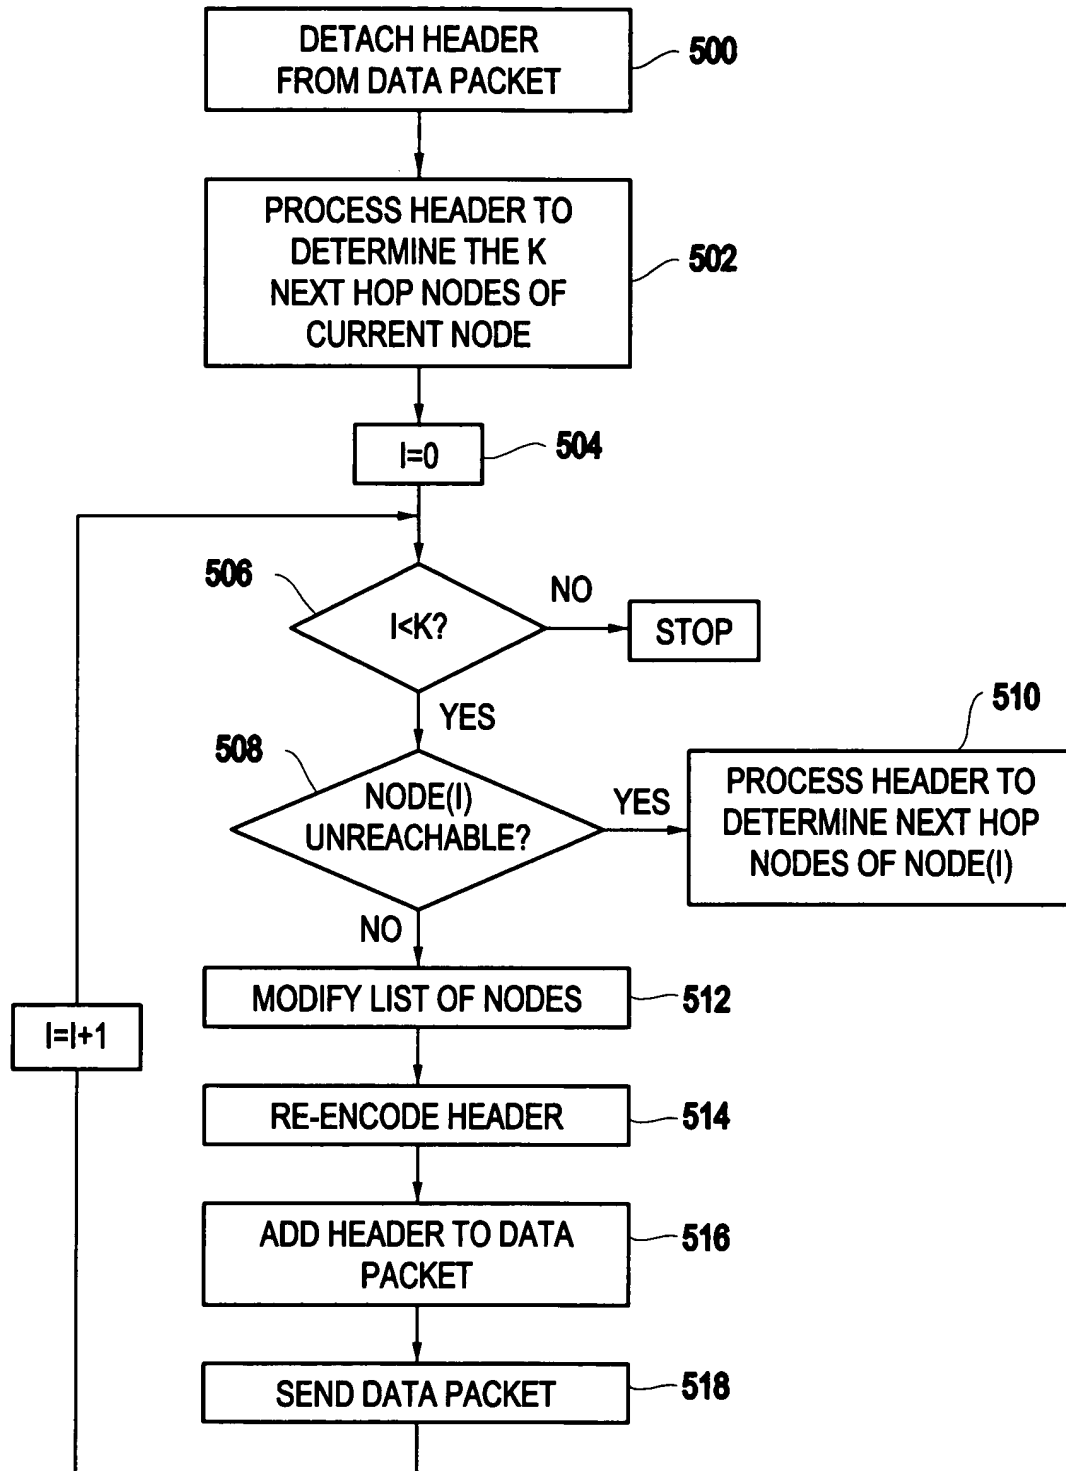 DETACH HEADER
FROM DATA PACKET
500
PROCESS HEADER TO
DETERMINE THE K
NEXT HOP NODES OF
CURRENT NODE
502
I=0
504
506
I<K?
NO
STOP
YES
508
NODE(I)
UNREACHABLE?
YES
510
PROCESS HEADER TO
DETERMINE NEXT HOP
NODES OF NODE(I)
NO
MODIFY LIST OF NODES
512
I=I+1
RE-ENCODE HEADER
514
ADD HEADER TO DATA
PACKET
516
SEND DATA PACKET
518